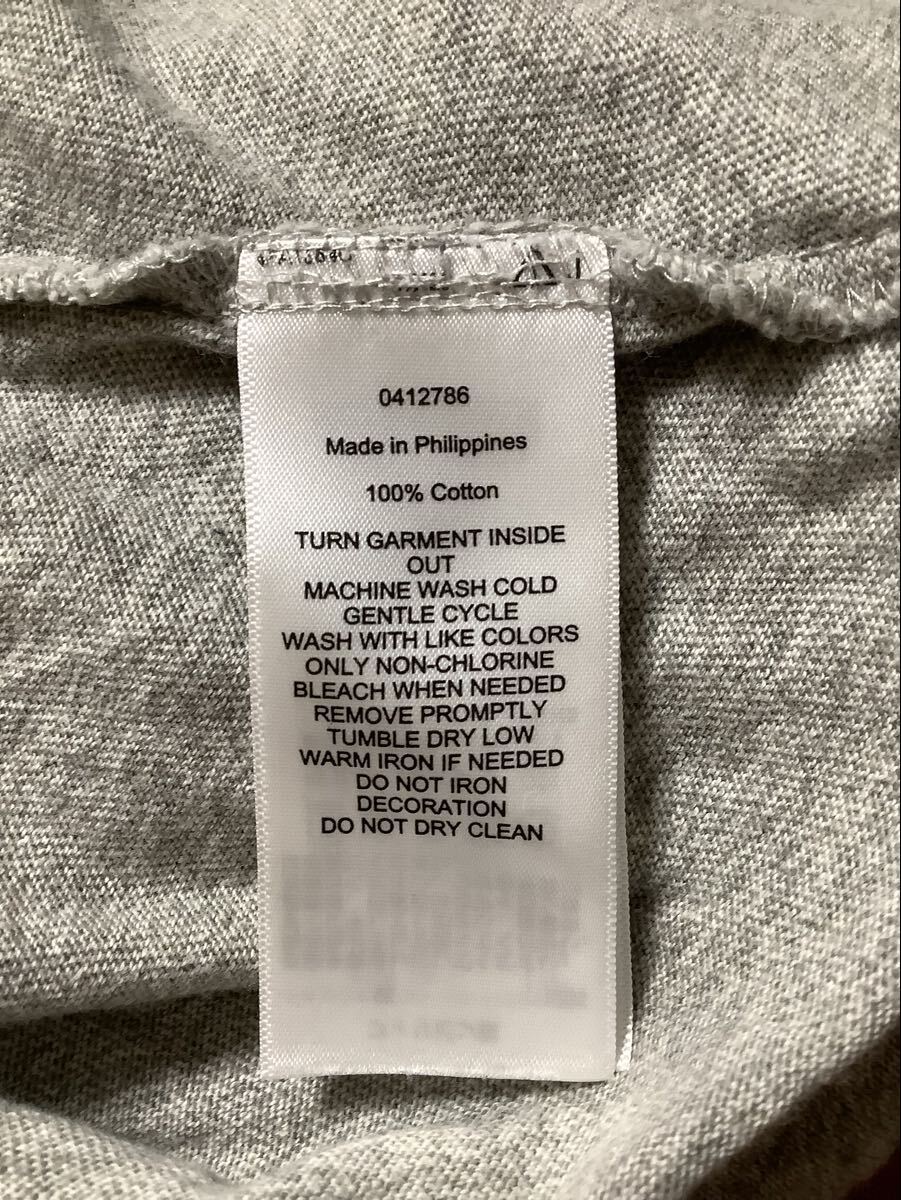 0412786
Made in Philippines
100% Cotton
TURN GARMENT INSIDE
OUT
MACHINE WASH COLD
GENTLE CYCLE
WASH WITH LIKE COLORS
ONLY NON-CHLORINE
BLEACH WHEN NEEDED
REMOVE PROMPTLY
TUMBLE DRY LOW
WARM IRON IF NEEDED
DO NOT IRON
DECORATION
DO NOT DRY CLEAN